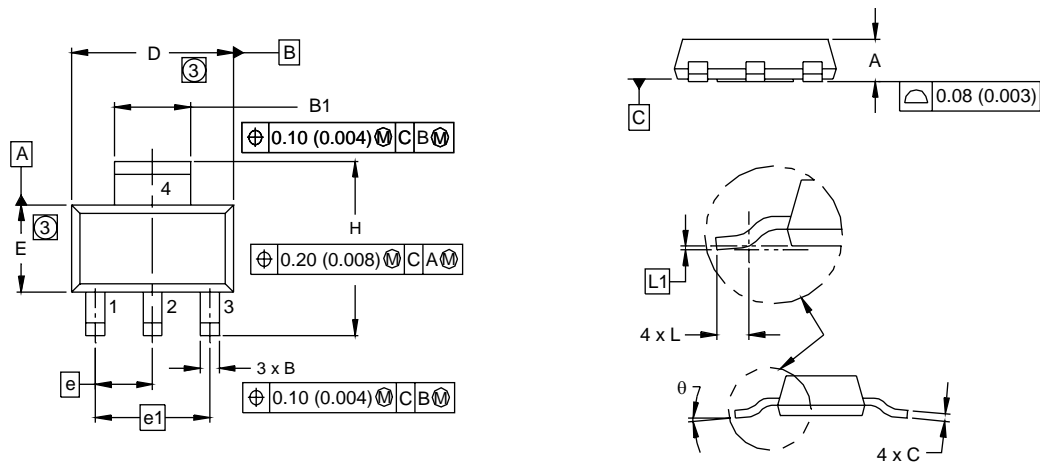 D
B
3
B1
⌖ 0.10 (0.004) Ⓜ C B Ⓜ
A
4
3
E
H
⌖ 0.20 (0.008) Ⓜ C A Ⓜ
1 2 3
e
3 x B
e1
⌖ 0.10 (0.004) Ⓜ C B Ⓜ
A
C
⌓ 0.08 (0.003)
L1
4 x L
θ
4 x C